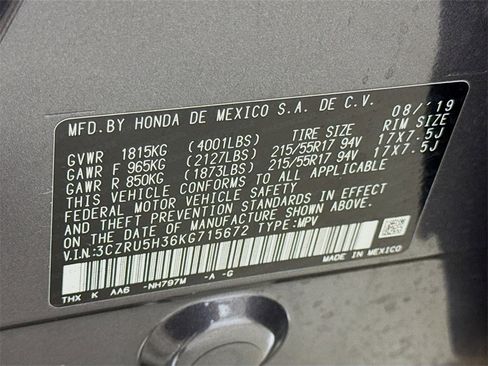 MFD. BY HONDA DE MEXICO S.A. DE C.V. 08/'19
GVWR 1815KG (4001LBS) TIRE SIZE RIM SIZE
GAWR F 965KG (2127LBS) 215/55R17 94V 17X7.5J
GAWR R 850KG (1873LBS) 215/55R17 94V 17X7.5J
THIS VEHICLE CONFORMS TO ALL APPLICABLE
FEDERAL MOTOR VEHICLE SAFETY
AND THEFT PREVENTION STANDARDS IN EFFECT
ON THE DATE OF MANUFACTURE SHOWN ABOVE.
V.I.N.: 3CZRU5H36KG715672 TYPE: MPV
THX K AA6 -NH797M -A -G